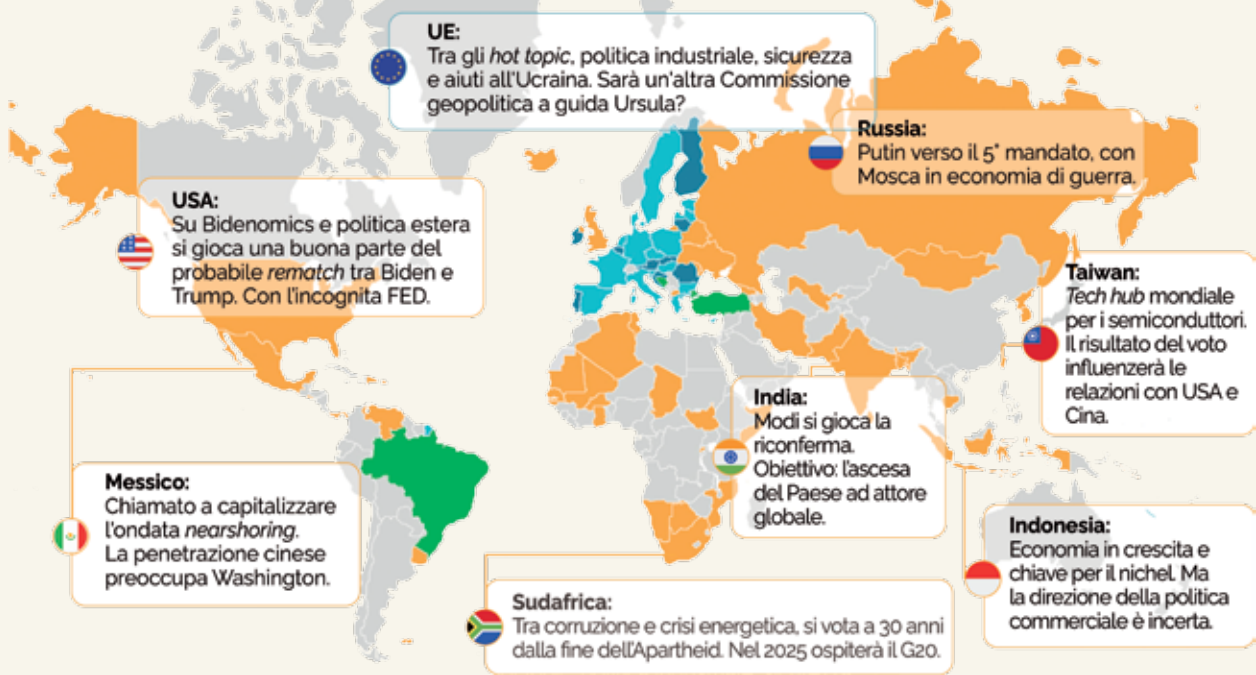 UE:
Tra gli hot topic, politica industriale, sicurezza
e aiuti all'Ucraina. Sarà un'altra Commissione
geopolitica a guida Ursula?
Russia:
Putin verso il 5° mandato, con
Mosca in economia di guerra.
USA:
Su Bidenomics e politica estera
si gioca una buona parte del
probabile rematch tra Biden e
Trump. Con l'incognita FED.
Taiwan:
Tech hub mondiale
per i semiconduttori.
Il risultato del voto
influenzerà le
relazioni con USA e
Cina.
India:
Modi si gioca la
riconferma.
Obiettivo: l'ascesa
del Paese ad attore
globale.
Messico:
Chiamato a capitalizzare
l'ondata nearshoring.
La penetrazione cinese
preoccupa Washington.
Indonesia:
Economia in crescita e
chiave per il nichel. Ma
la direzione della politica
commerciale è incerta.
Sudafrica:
Tra corruzione e crisi energetica, si vota a 30 anni
dalla fine dell'Apartheid. Nel 2025 ospiterà il G20.